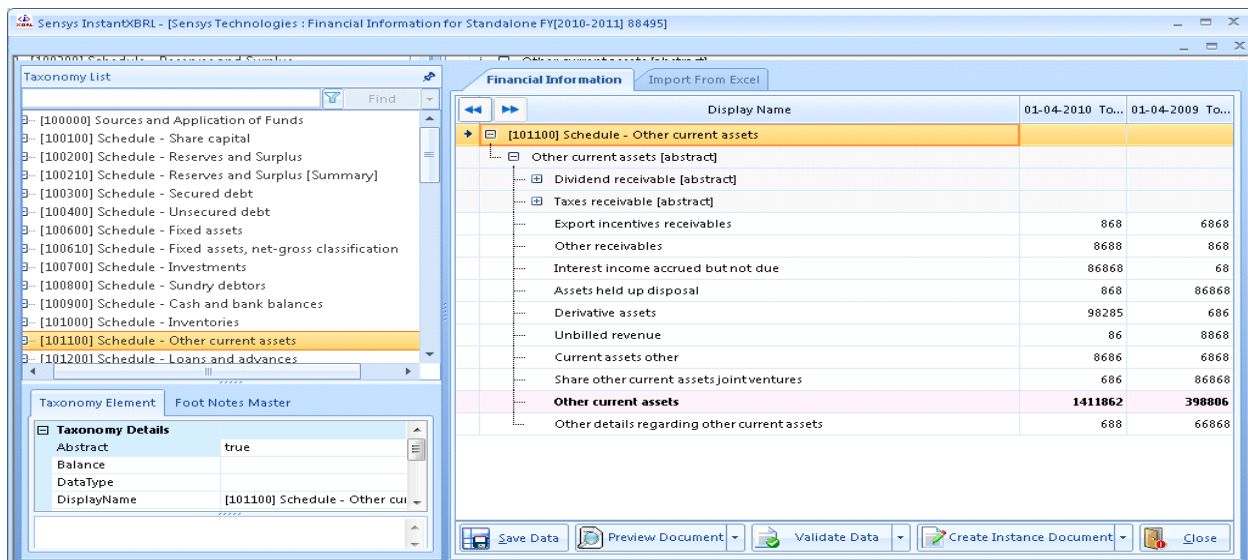 Sensys InstantXBRL - [Sensys Technologies : Financial Information for Standalone FY[2010-2011] 88495]
Taxonomy List
Find
[100000] Sources and Application of Funds
[100100] Schedule - Share capital
[100200] Schedule - Reserves and Surplus
[100210] Schedule - Reserves and Surplus [Summary]
[100300] Schedule - Secured debt
[100400] Schedule - Unsecured debt
[100600] Schedule - Fixed assets
[100610] Schedule - Fixed assets, net-gross classification
[100700] Schedule - Investments
[100800] Schedule - Sundry debtors
[100900] Schedule - Cash and bank balances
[101000] Schedule - Inventories
[101100] Schedule - Other current assets
[101200] Schedule - Loans and advances
Taxonomy Element Foot Notes Master
Taxonomy Details
Abstract true
Balance
DataType
DisplayName [101100] Schedule - Other cur
Financial Information Import From Excel
Display Name 01-04-2010 To... 01-04-2009 To...
[101100] Schedule - Other current assets
Other current assets [abstract]
Dividend receivable [abstract]
Taxes receivable [abstract]
Export incentives receivables 868 6868
Other receivables 8688 868
Interest income accrued but not due 86868 68
Assets held up disposal 868 86868
Derivative assets 98285 686
Unbilled revenue 86 8868
Current assets other 8686 6868
Share other current assets joint ventures 686 86868
Other current assets 1411862 398806
Other details regarding other current assets 688 66868
Save Data Preview Document Validate Data Create Instance Document Close